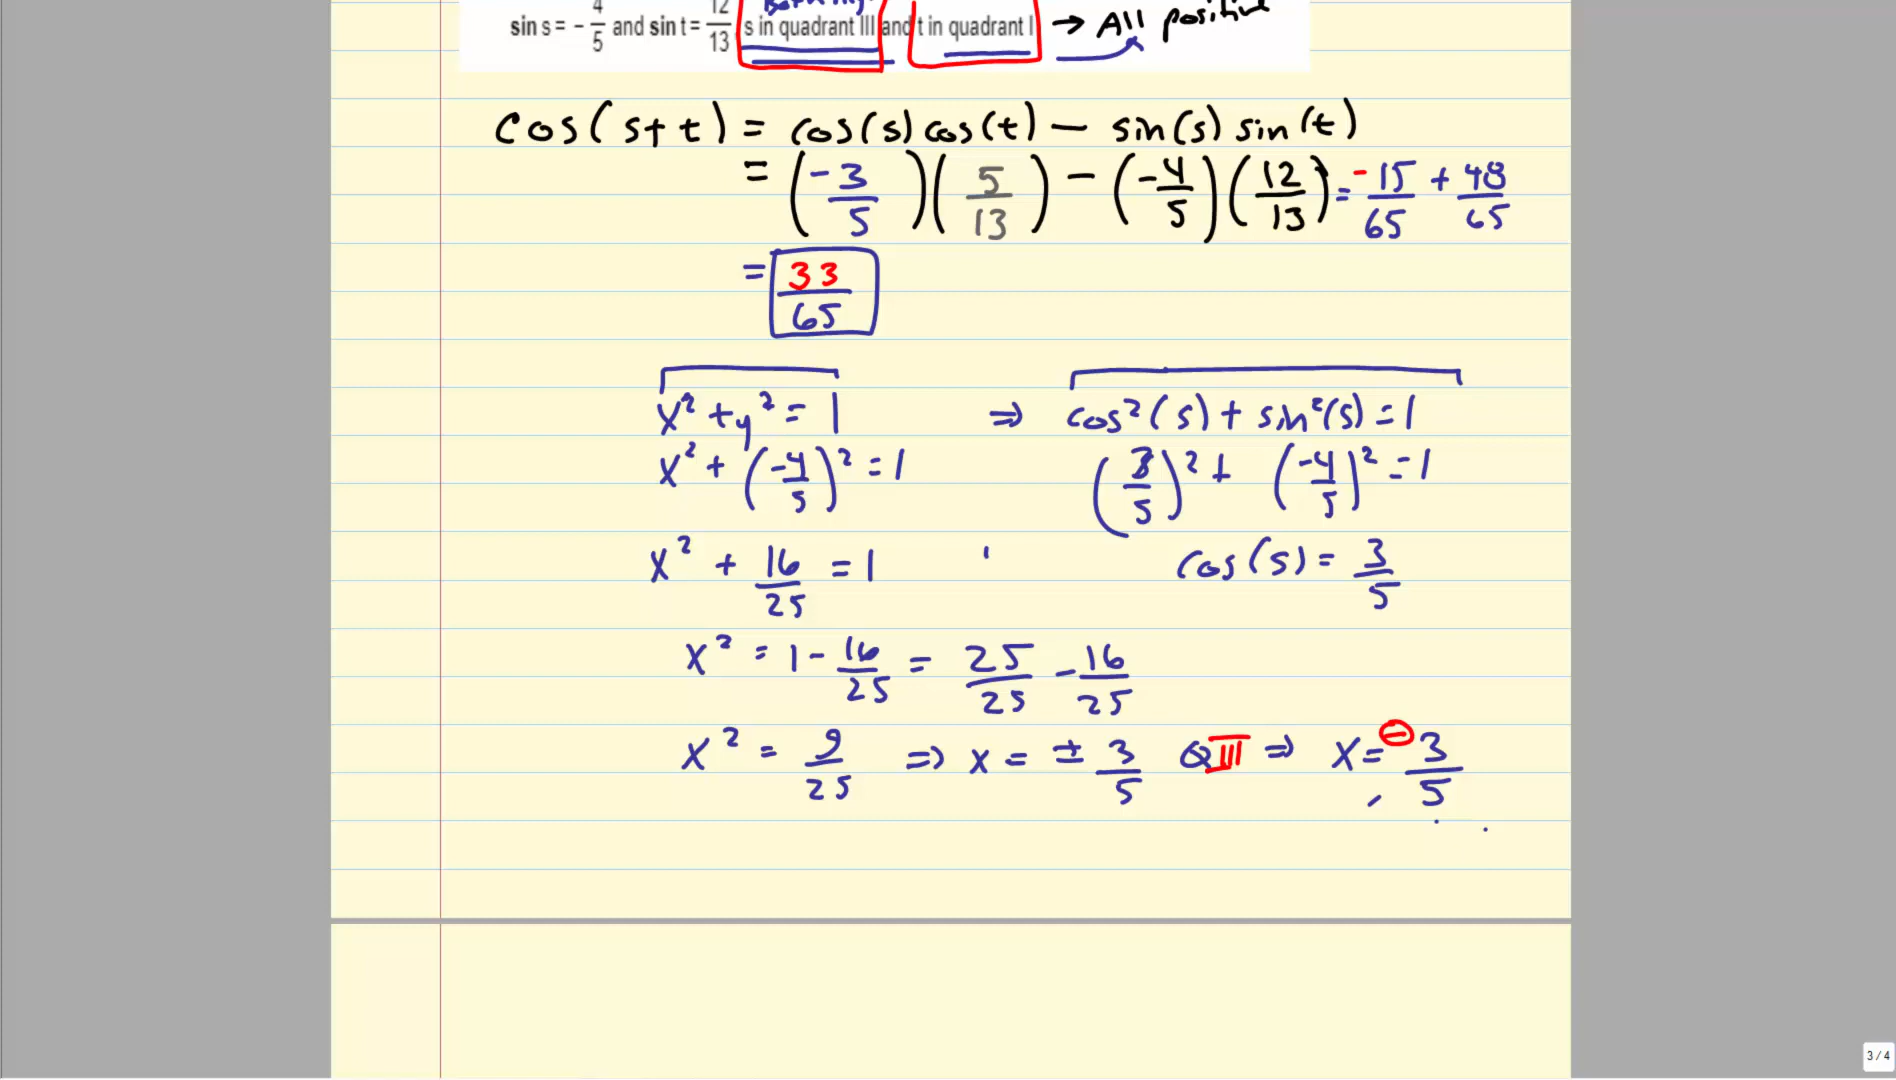 sin s = - 4/5 and sin t = 12/13 s in quadrant III and t in quadrant I → All positive
cos(s+t) = cos(s) cos(t) - sin(s) sin(t)
= (-3/5)(5/13) - (-4/5)(12/13) = -15/65 + 48/65
= 33/65
x² + y² = 1 ⇒ cos²(s) + sin²(s) = 1
x² + (-4/5)² = 1 (3/5)² + (-4/5)² = 1
x² + 16/25 = 1 cos(s) = 3/5
x² = 1 - 16/25 = 25/25 - 16/25
x² = 9/25 ⇒ x = ± 3/5 QIII ⇒ x = - 3/5
3 / 4